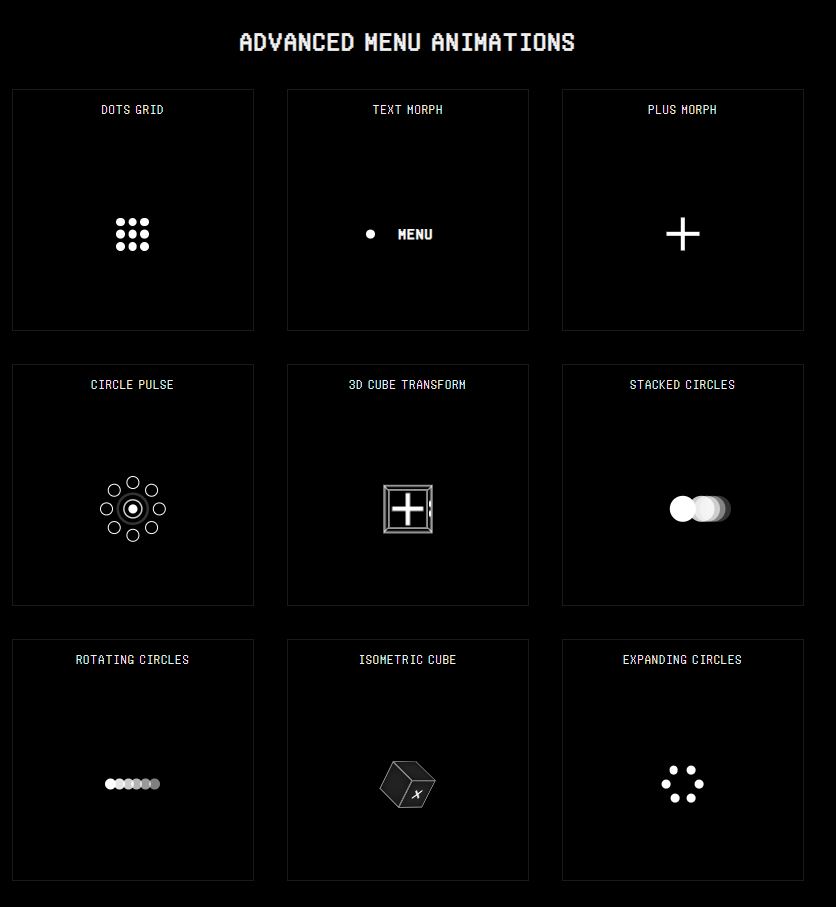 ADVANCED MENU ANIMATIONS
DOTS GRID
TEXT MORPH
PLUS MORPH
MENU
CIRCLE PULSE
3D CUBE TRANSFORM
STACKED CIRCLES
ROTATING CIRCLES
ISOMETRIC CUBE
EXPANDING CIRCLES
X